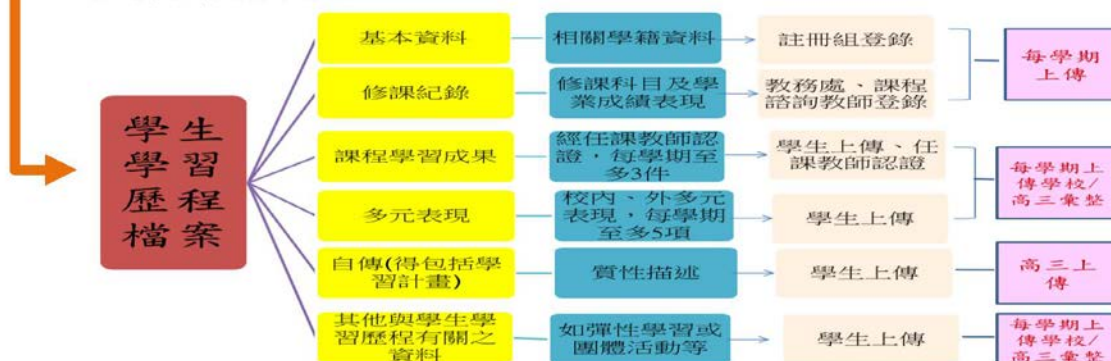 學生
學習
歷程
檔案
基本資料
相關學籍資料
註冊組登錄
每學期
上傳
修課紀錄
修課科目及學
業成績表現
教務處、課程
諮詢教師登錄
課程學習成果
經任課教師認
證，每學期至
多3件
學生上傳、任
課教師認證
每學期上
傳學校/
高三彙整
多元表現
校內、外多元
表現，每學期
至多5項
學生上傳
自傳(得包括學
習計畫)
質性描述
學生上傳
高三上
傳
其他與學生學
習歷程有關之
資料
如彈性學習或
團體活動等
學生上傳
每學期上
傳學校/
高三彙整